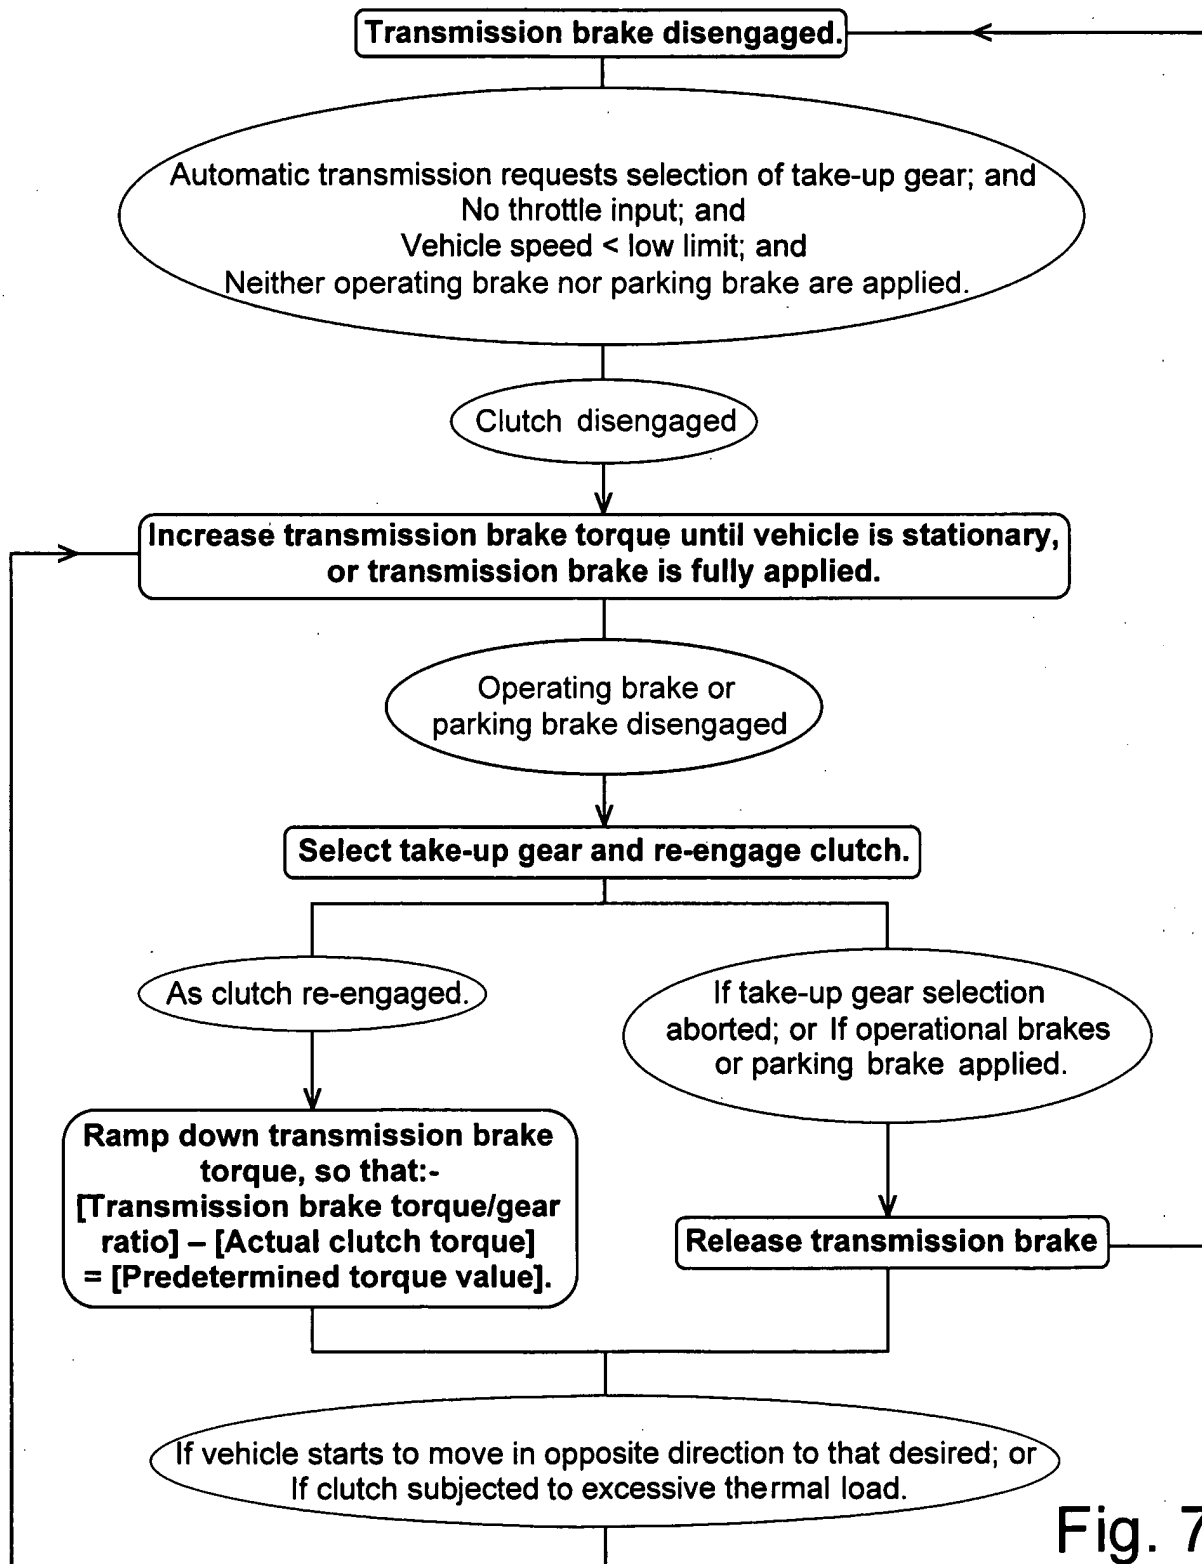 Transmission brake disengaged.
Automatic transmission requests selection of take-up gear; and
No throttle input; and
Vehicle speed < low limit; and
Neither operating brake nor parking brake are applied.
Clutch disengaged
Increase transmission brake torque until vehicle is stationary,
or transmission brake is fully applied.
Operating brake or
parking brake disengaged
Select take-up gear and re-engage clutch.
As clutch re-engaged.
If take-up gear selection
aborted; or If operational brakes
or parking brake applied.
Ramp down transmission brake
torque, so that:-
[Transmission brake torque/gear
ratio] – [Actual clutch torque]
= [Predetermined torque value].
Release transmission brake
If vehicle starts to move in opposite direction to that desired; or
If clutch subjected to excessive thermal load.
Fig. 7